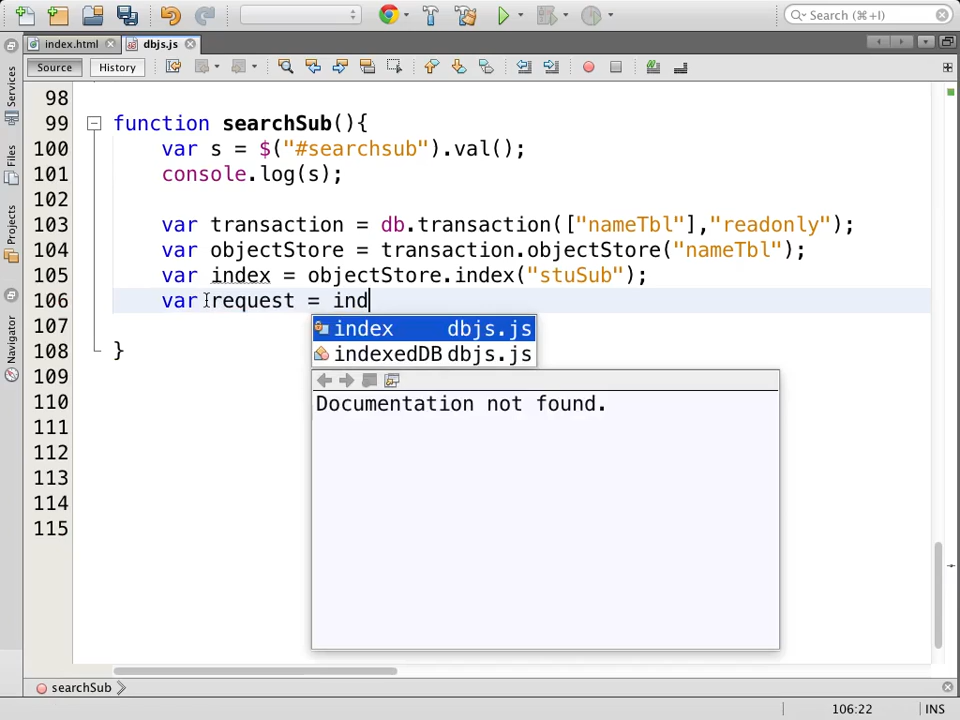 Search (⌘+I)
index.html
dbjs.js
Source
History
Services
Files
Projects
Navigator
98
99 function searchSub(){
100 var s = $("#searchsub").val();
101 console.log(s);
102
103 var transaction = db.transaction(["nameTbl"],"readonly");
104 var objectStore = transaction.objectStore("nameTbl");
105 var index = objectStore.index("stuSub");
106 var request = ind
107
108 }
109
110
111
112
113
114
115
index dbjs.js
indexedDB dbjs.js
Documentation not found.
searchSub
106:22
INS